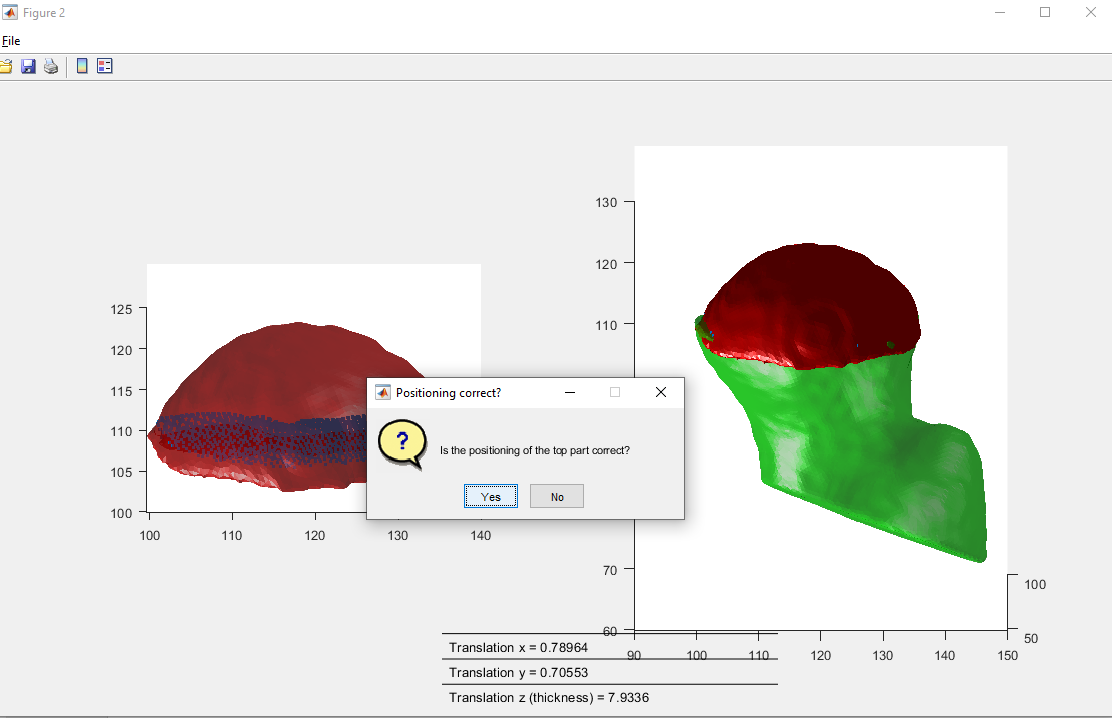 Figure 2
File
125
120
115
110
105
100
100
110
120
130
140
130
120
110
70
60
90
100
110
120
130
140
150
100
50
Positioning correct?
?
Is the positioning of the top part correct?
Yes
No
Translation x = 0.78964
Translation y = 0.70553
Translation z (thickness) = 7.9336